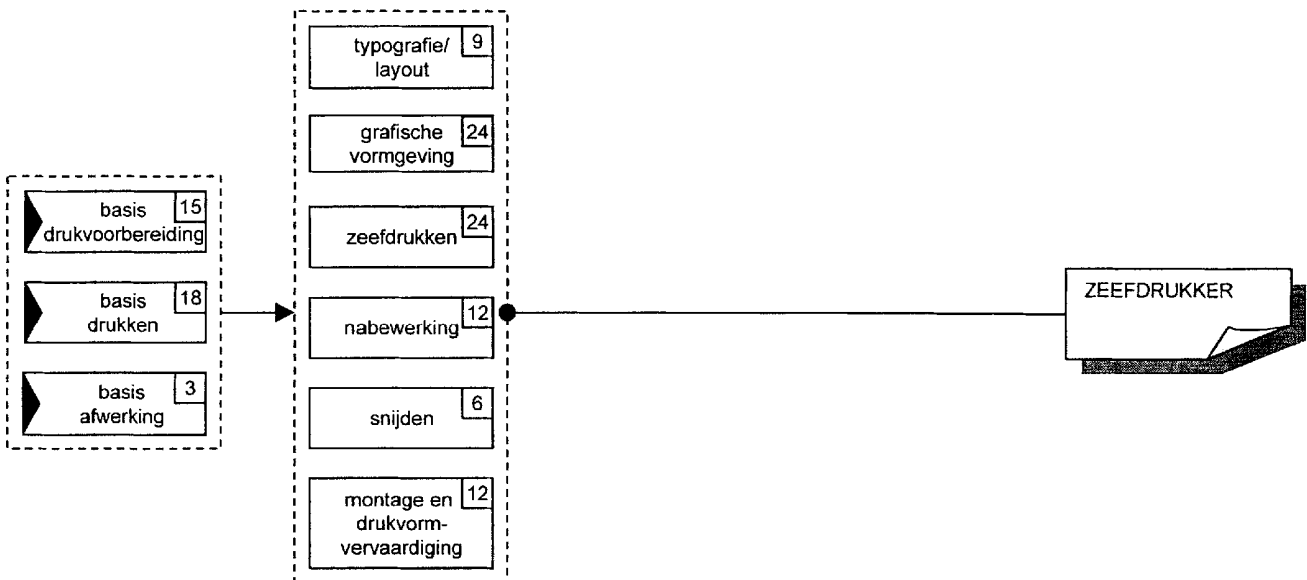 basis
drukvoorbereiding
15
basis
drukken
18
basis
afwerking
3
typografie/
layout
9
grafische
vormgeving
24
zeefdrukken
24
nabewerking
12
snijden
6
montage en
drukvorm-
vervaardiging
12
ZEEFDRUKKER